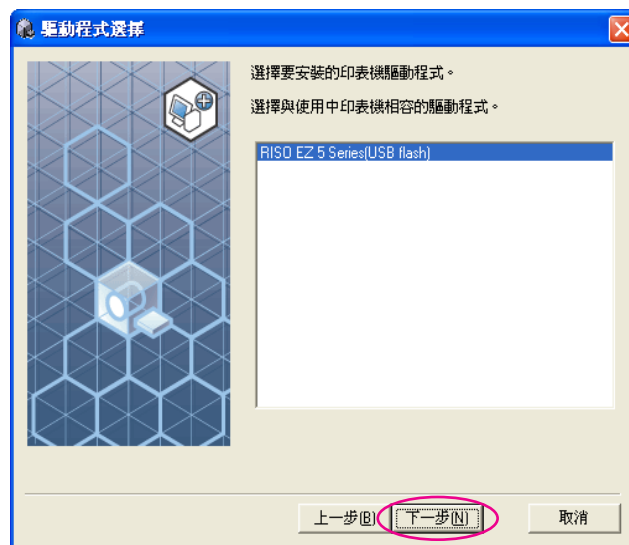 驅動程式選擇
選擇要安裝的印表機驅動程式。
選擇與使用中印表機相容的驅動程式。
RISO EZ 5 Series(USB flash)
上一步(B) 下一步(N) 取消